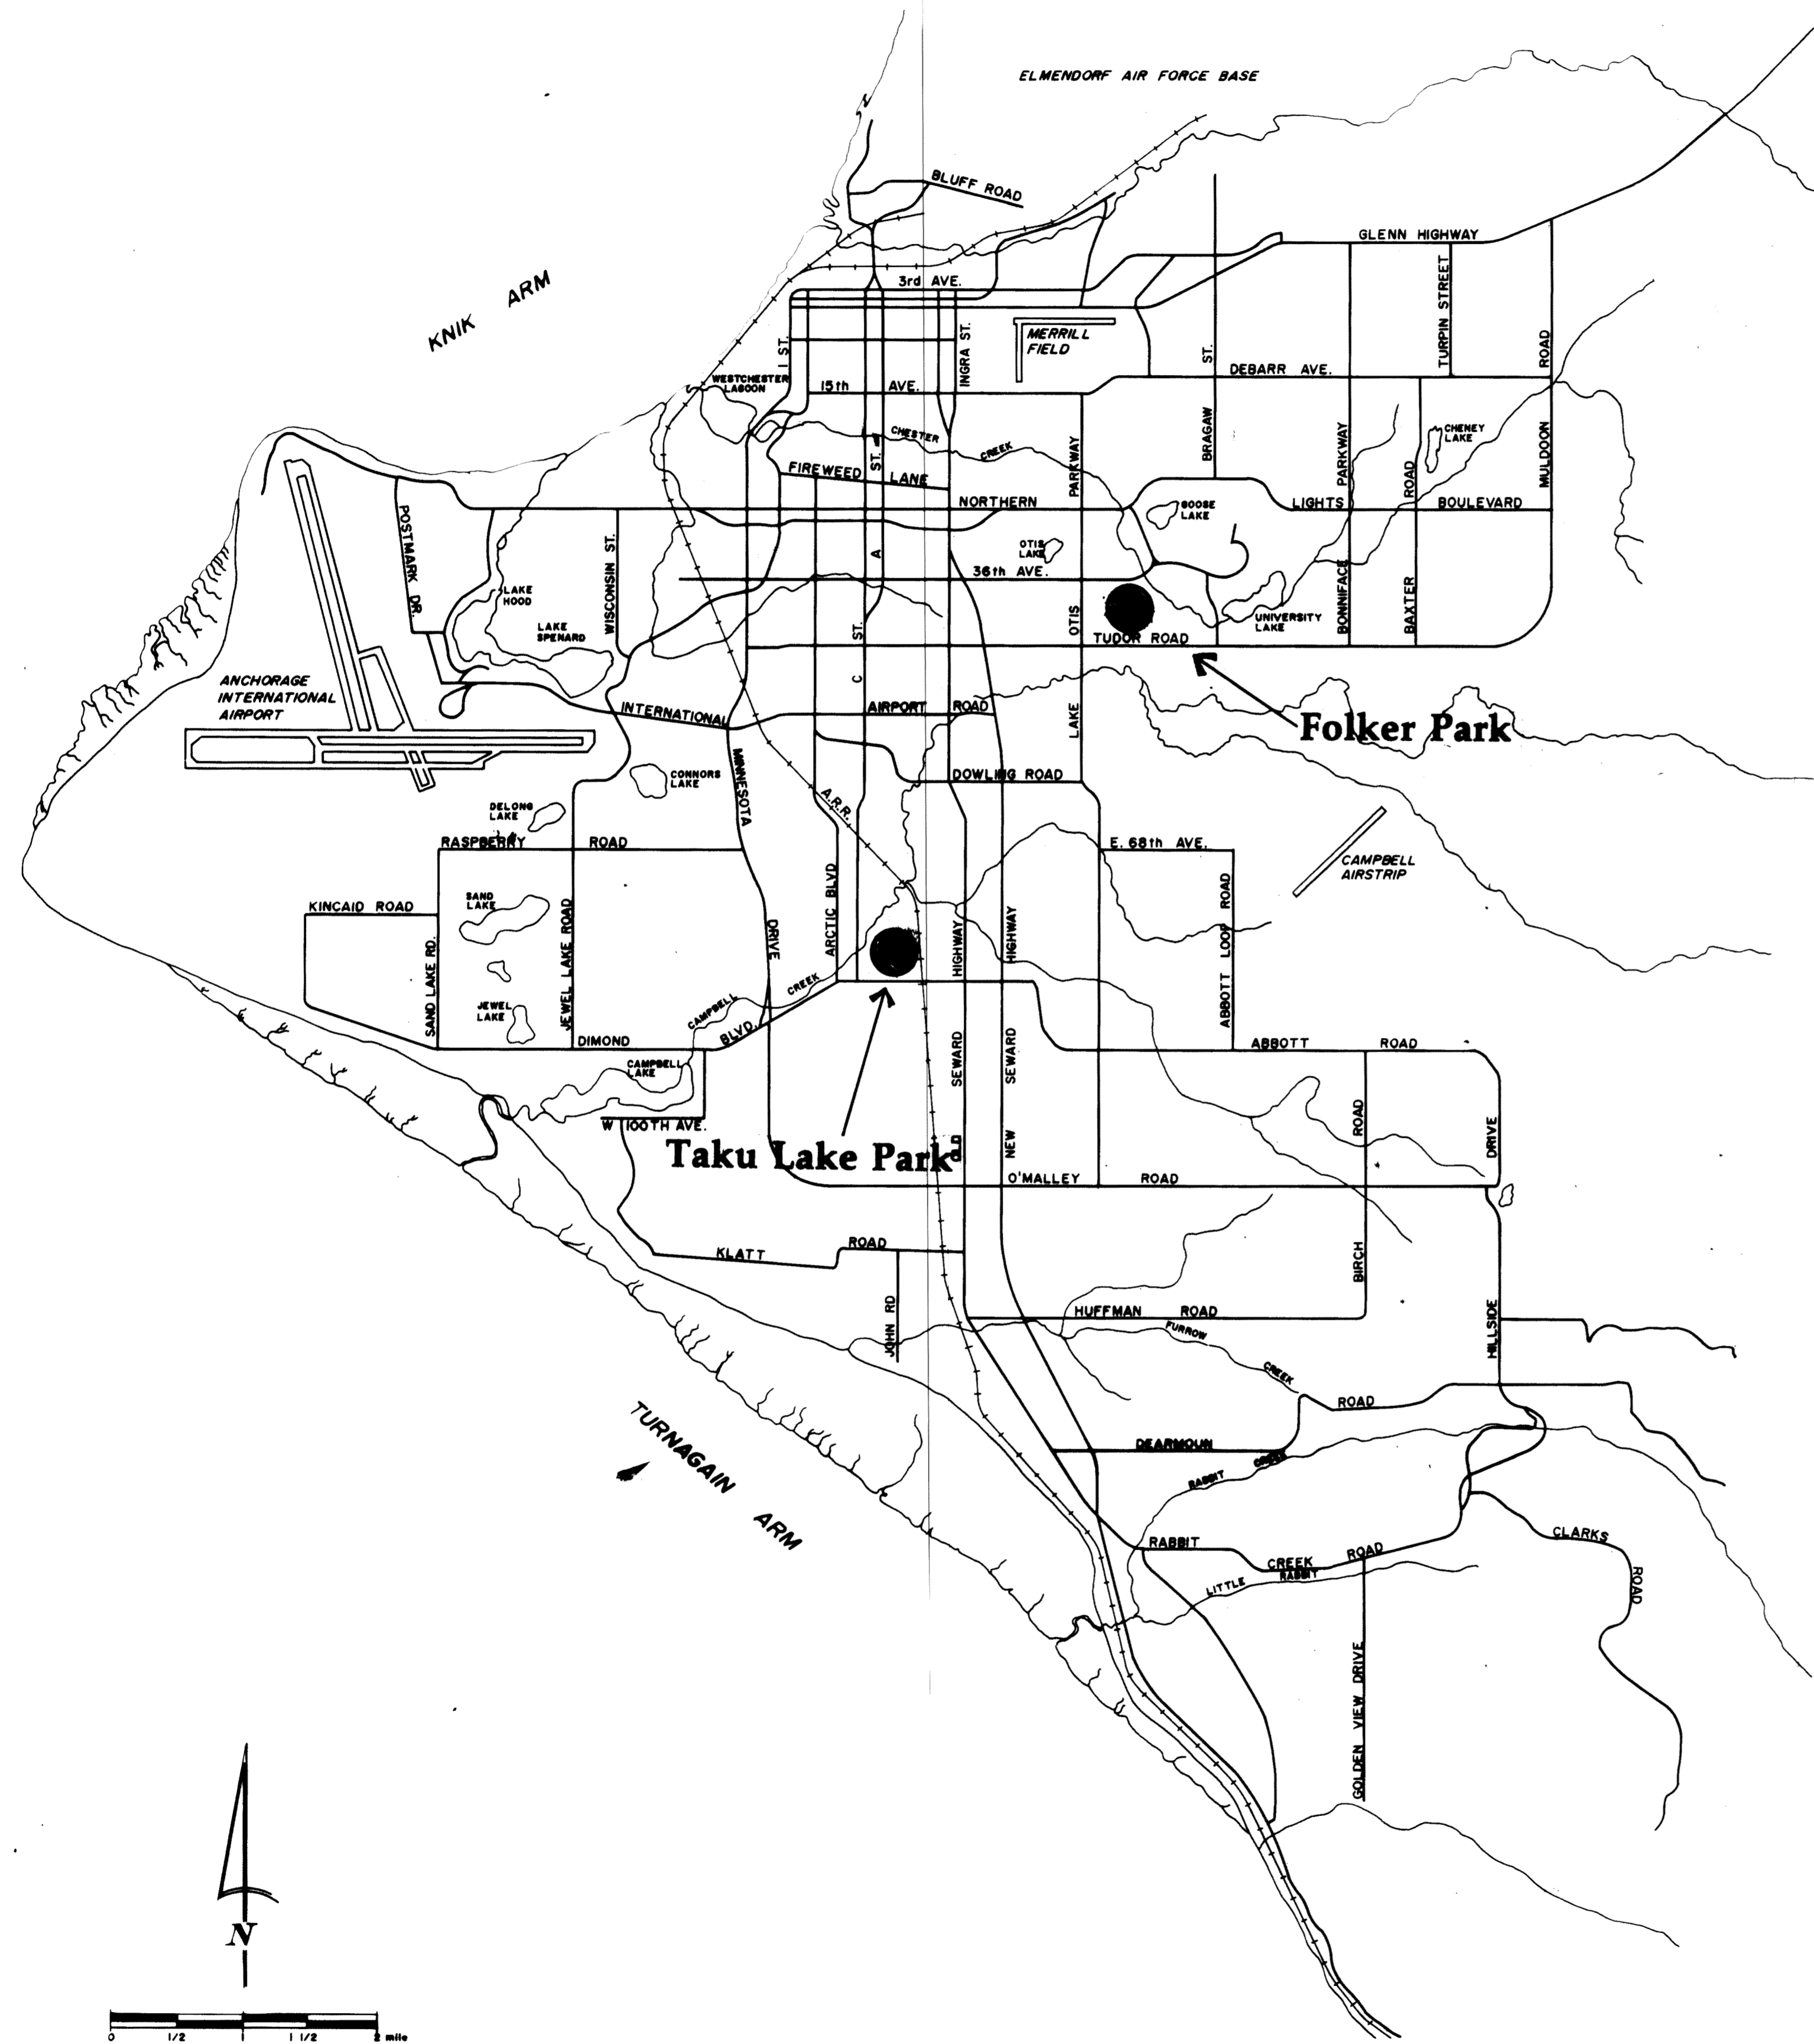 ELMENDORF AIR FORCE BASE
BLUFF ROAD
GLENN HIGHWAY
KNIK ARM
3rd AVE.
MERRILL
FIELD
I ST.
INGRA ST.
TURPIN STREET
WESTCHESTER
LAGOON
15th AVE.
DEBARR AVE.
BRAGAW ST.
MULDOON ROAD
CHESTER CREEK
CHENEY
LAKE
FIREWEED LANE
NORTHERN LIGHTS BOULEVARD
GOOSE
LAKE
OTIS
LAKE
36th AVE.
A ST.
C ST.
POSTMARK DR.
WISCONSIN ST.
LAKE
HOOD
LAKE
SPENARD
UNIVERSITY
LAKE
BONNIFACE PARKWAY
BAXTER ROAD
LAKE OTIS PARKWAY
TUDOR ROAD
ANCHORAGE
INTERNATIONAL
AIRPORT
INTERNATIONAL AIRPORT ROAD
Folker Park
CONNORS
LAKE
DELONG
LAKE
MINNESOTA DRIVE
A.R.R.
DOWLING ROAD
RASPBERRY ROAD
E. 68th AVE.
CAMPBELL
AIRSTRIP
KINCAID ROAD
SAND
LAKE
SAND LAKE RD.
JEWEL LAKE ROAD
ARCTIC BLVD
ABBOTT LOOP ROAD
JEWEL
LAKE
CAMPBELL CREEK
DIMOND BLVD.
ABBOTT ROAD
CAMPBELL
LAKE
W 100TH AVE.
OLD SEWARD HIGHWAY
NEW SEWARD HIGHWAY
Taku Lake Park
O'MALLEY ROAD
BIRCH ROAD
HILLSIDE DRIVE
KLATT ROAD
JOHN RD
HUFFMAN ROAD
FURROW CREEK
TURNAGAIN ARM
DEARMOUN ROAD
RABBIT CREEK
RABBIT CREEK ROAD
LITTLE RABBIT
CLARKS ROAD
GOLDEN VIEW DRIVE
N
0 1/2 1 1 1/2 2 mile